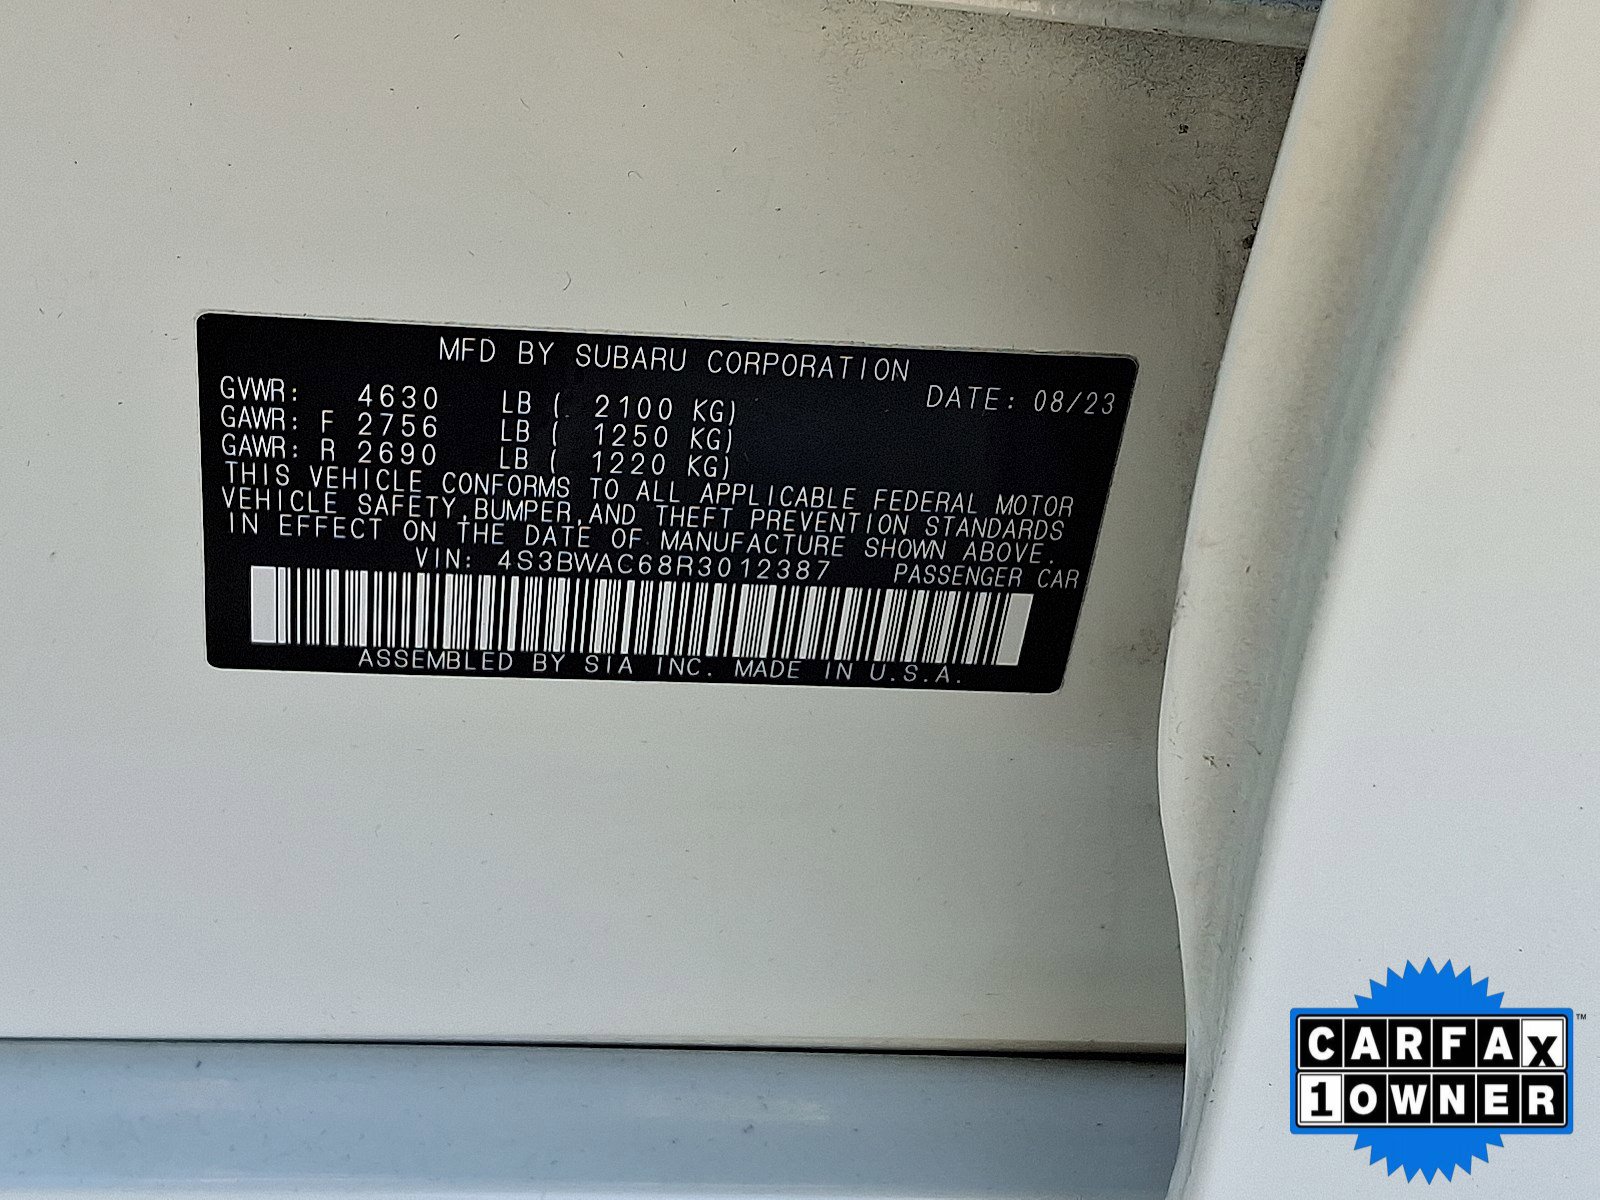 MFD BY SUBARU CORPORATION
DATE: 08/23
GVWR: 4630 LB ( 2100 KG)
GAWR: F 2756 LB ( 1250 KG)
GAWR: R 2690 LB ( 1220 KG)
THIS VEHICLE CONFORMS TO ALL APPLICABLE FEDERAL MOTOR
VEHICLE SAFETY,BUMPER,AND THEFT PREVENTION STANDARDS
IN EFFECT ON THE DATE OF MANUFACTURE SHOWN ABOVE.
VIN: 4S3BWAC68R3012387 PASSENGER CAR
ASSEMBLED BY SIA INC. MADE IN U.S.A.
CARFAX ™
1 OWNER